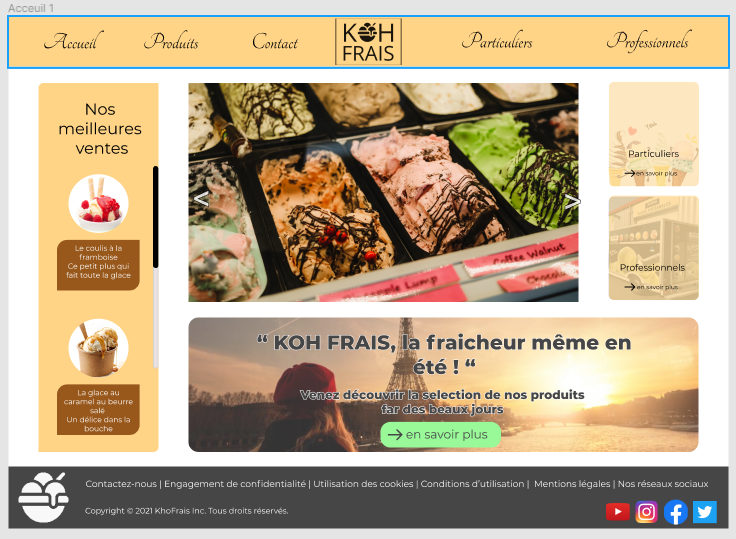 Acceuil 1
Accueil
Produits
Contact
KOH
FRAIS
Particuliers
Professionnels
Nos
meilleures
ventes
Le coulis à la
framboise
Ce petit plus qui
fait toute la glace
La glace au
caramel au beurre
salé
Un délice dans la
bouche
<
>
Pineapple Lump
Coffee Walnut
Particuliers
→ en savoir plus
Professionnels
→ en savoir plus
“ KOH FRAIS, la fraicheur même en
été ! “
Venez découvrir la selection de nos produits
far des beaux jours
→ en savoir plus
Contactez-nous | Engagement de confidentialité | Utilisation des cookies | Conditions d’utilisation | Mentions légales | Nos réseaux sociaux
Copyright © 2021 KhoFrais Inc. Tous droits réservés.